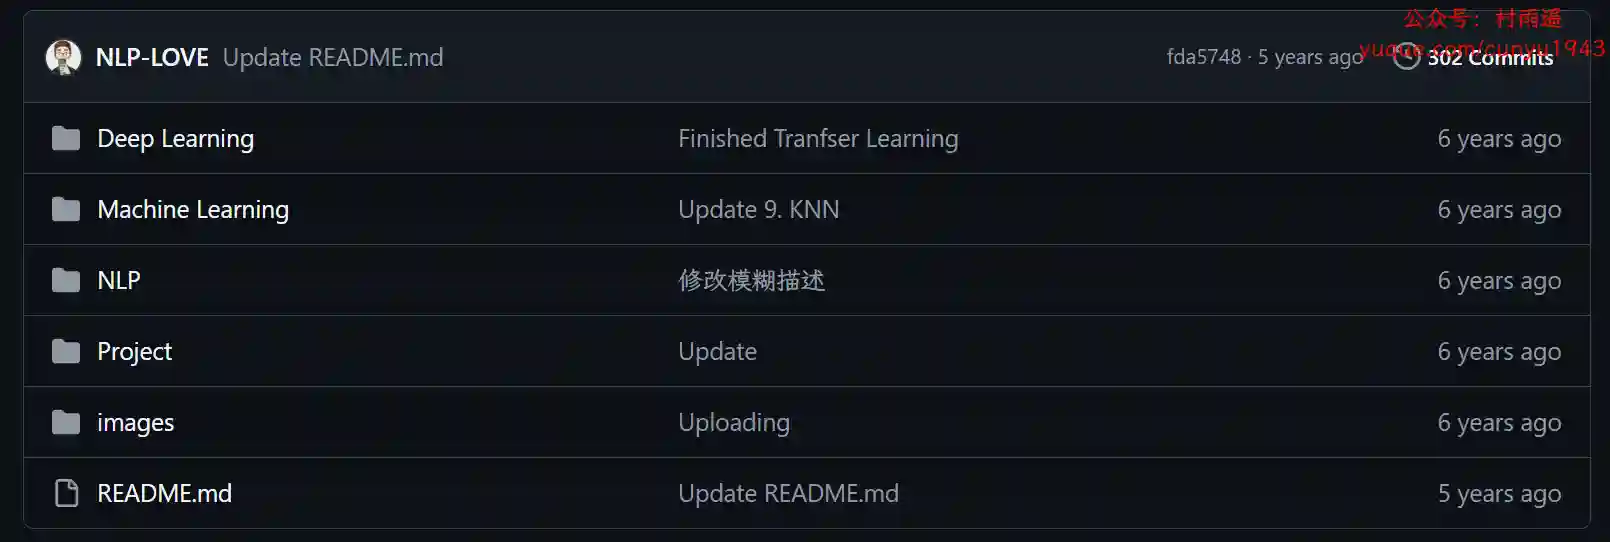 公众号：村雨遥
yuque.com/cunyu1943
NLP-LOVE Update README.md fda5748 · 5 years ago 302 Commits
Deep Learning Finished Tranfser Learning 6 years ago
Machine Learning Update 9. KNN 6 years ago
NLP 修改模糊描述 6 years ago
Project Update 6 years ago
images Uploading 6 years ago
README.md Update README.md 5 years ago